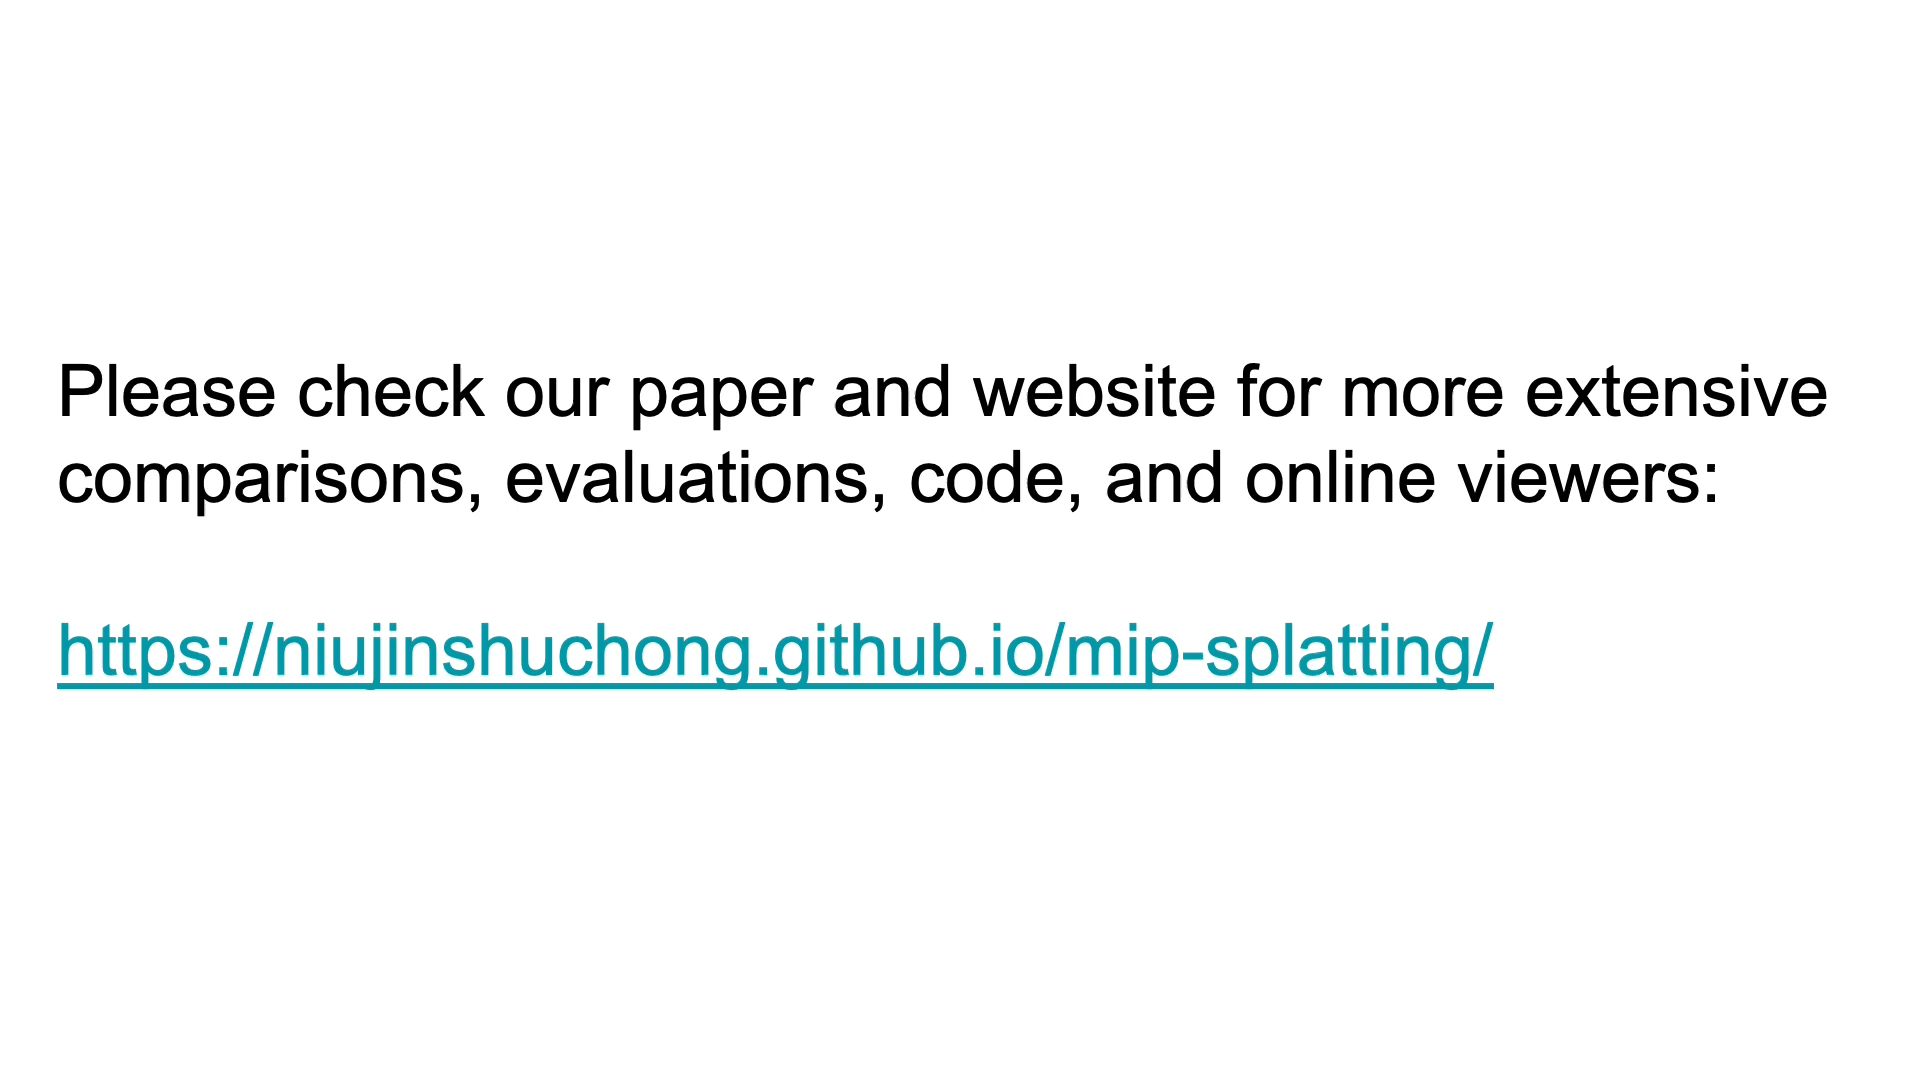 Please check our paper and website for more extensive
comparisons, evaluations, code, and online viewers:
https://niujinshuchong.github.io/mip-splatting/